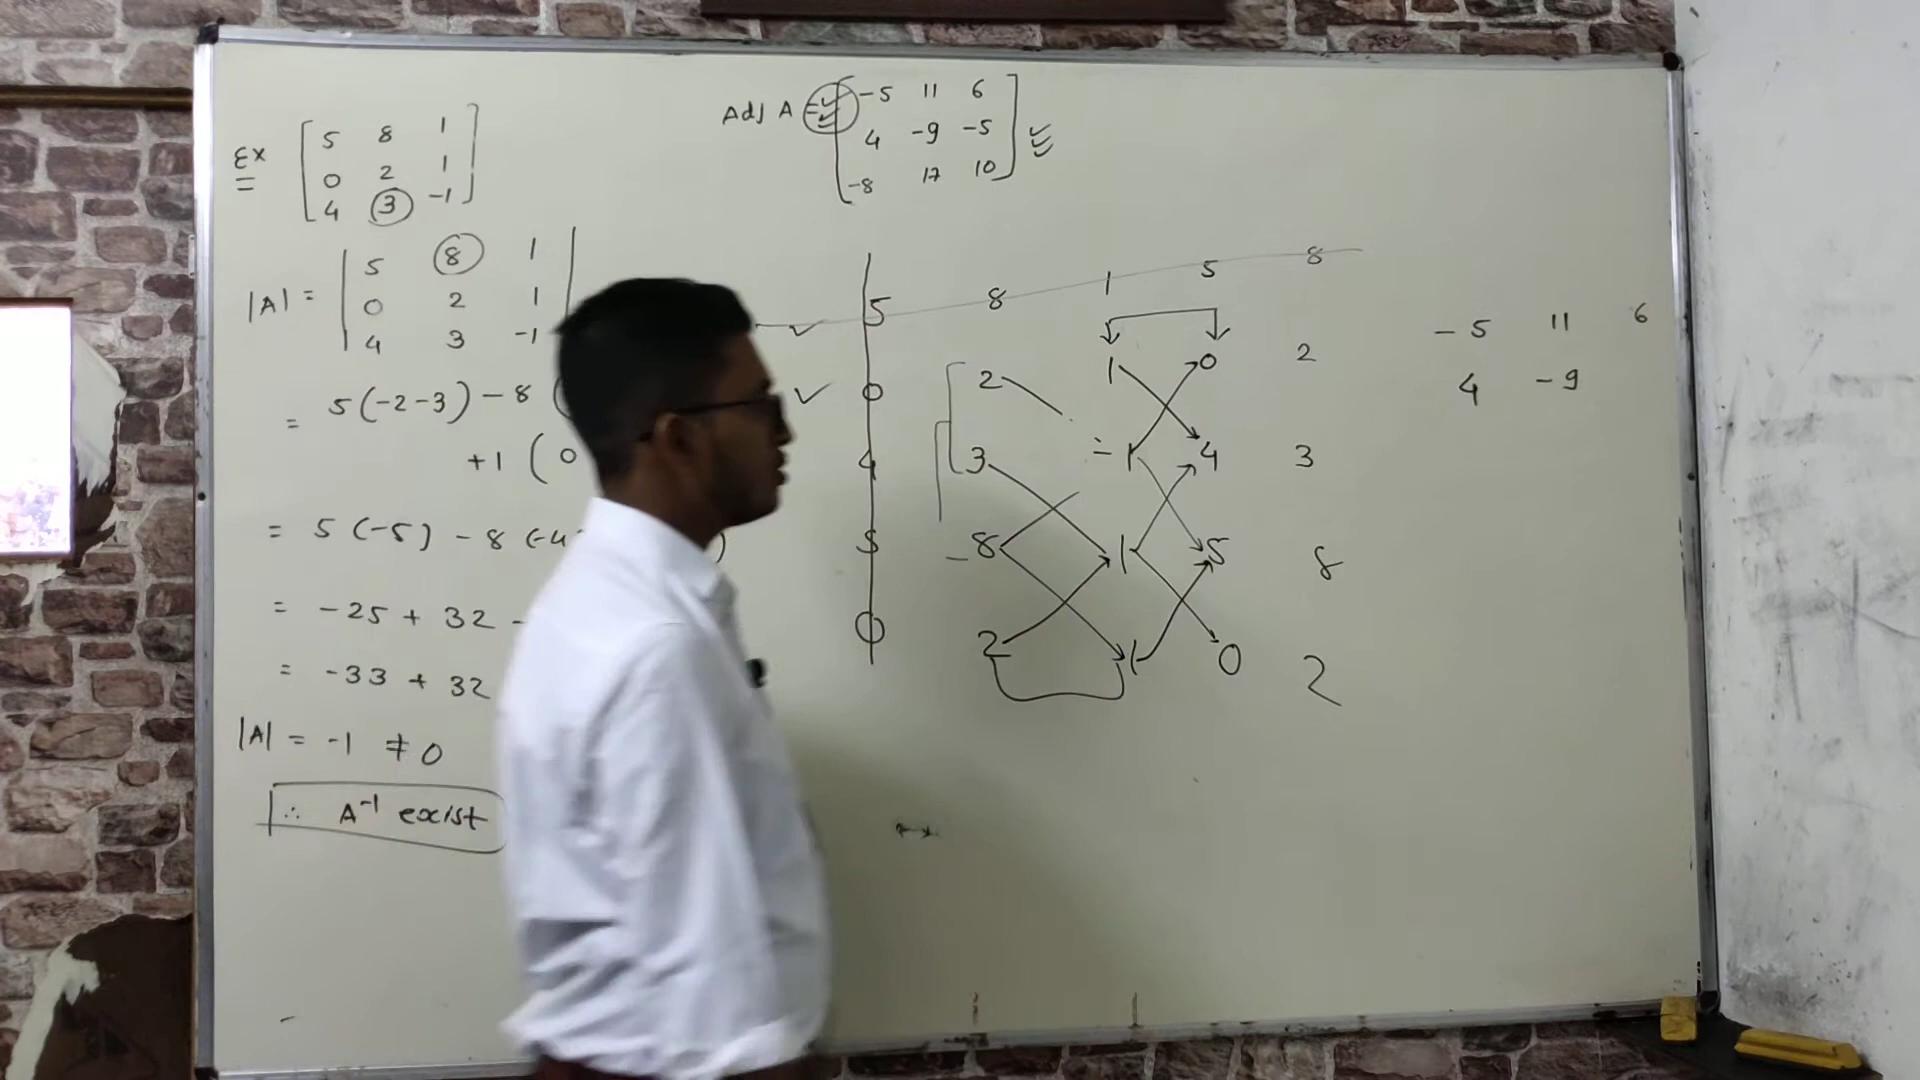 Ex [ 5 8 1
0 2 1
4 3 -1 ]
|A| = | 5 8 1
0 2 1
4 3 -1
= 5(-2-3) - 8 (
+1 ( 0
= 5 (-5) - 8 (-4 )
= -25 + 32 -
= -33 + 32
|A| = -1 ≠ 0
∴ A⁻¹ excist
Adj A = [ -5 11 6
4 -9 -5
-8 17 10 ]
5 8 1 5 8
0 2 1 0 2
4 3 -1 4 3
5 -8 1 5 8
0 2 1 0 2
-5 11 6
4 -9